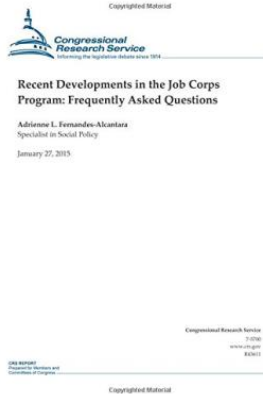 Copyrighted Material
Congressional
Research Service
Informing the legislative debate since 1914
Recent Developments in the Job Corps
Program: Frequently Asked Questions
Adrienne L. Fernandes-Alcantara
Specialist in Social Policy
January 27, 2015
Congressional Research Service
7-5700
www.crs.gov
CRS REPORT
Prepared for Members and
Committees of Congress
Copyrighted Material